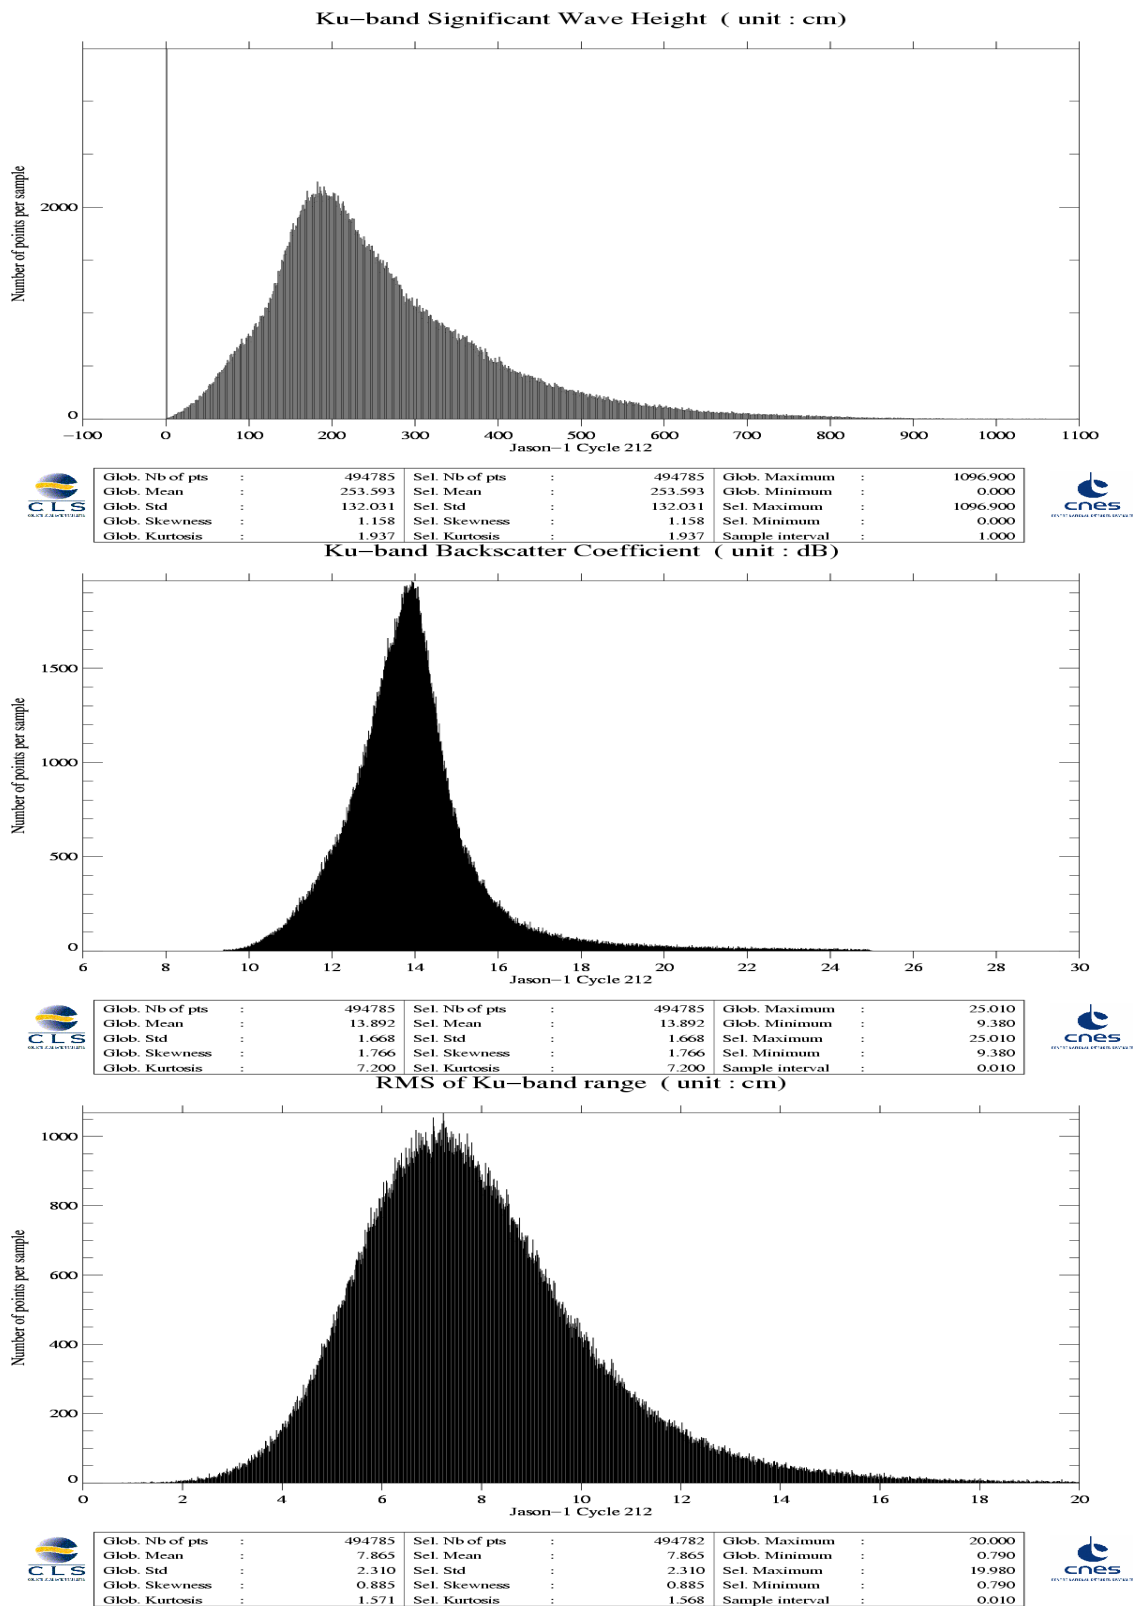 Ku-band Significant Wave Height ( unit : cm)
Number of points per sample
2000
0
-100 0 100 200 300 400 500 600 700 800 900 1000 1100
Jason-1 Cycle 212
CLS
Glob. Nb of pts : 494785 Sel. Nb of pts : 494785 Glob. Maximum : 1096.900
Glob. Mean : 253.593 Sel. Mean : 253.593 Glob. Minimum : 0.000
Glob. Std : 132.031 Sel. Std : 132.031 Sel. Maximum : 1096.900
Glob. Skewness : 1.158 Sel. Skewness : 1.158 Sel. Minimum : 0.000
Glob. Kurtosis : 1.937 Sel. Kurtosis : 1.937 Sample interval : 1.000
cnes
Ku-band Backscatter Coefficient ( unit : dB)
Number of points per sample
1500
1000
500
0
6 8 10 12 14 16 18 20 22 24 26 28 30
Jason-1 Cycle 212
CLS
Glob. Nb of pts : 494785 Sel. Nb of pts : 494785 Glob. Maximum : 25.010
Glob. Mean : 13.892 Sel. Mean : 13.892 Glob. Minimum : 9.380
Glob. Std : 1.668 Sel. Std : 1.668 Sel. Maximum : 25.010
Glob. Skewness : 1.766 Sel. Skewness : 1.766 Sel. Minimum : 9.380
Glob. Kurtosis : 7.200 Sel. Kurtosis : 7.200 Sample interval : 0.010
cnes
RMS of Ku-band range ( unit : cm)
Number of points per sample
1000
800
600
400
200
0
0 2 4 6 8 10 12 14 16 18 20
Jason-1 Cycle 212
CLS
Glob. Nb of pts : 494785 Sel. Nb of pts : 494782 Glob. Maximum : 20.000
Glob. Mean : 7.865 Sel. Mean : 7.865 Glob. Minimum : 0.790
Glob. Std : 2.310 Sel. Std : 2.310 Sel. Maximum : 19.980
Glob. Skewness : 0.885 Sel. Skewness : 0.885 Sel. Minimum : 0.790
Glob. Kurtosis : 1.571 Sel. Kurtosis : 1.568 Sample interval : 0.010
cnes